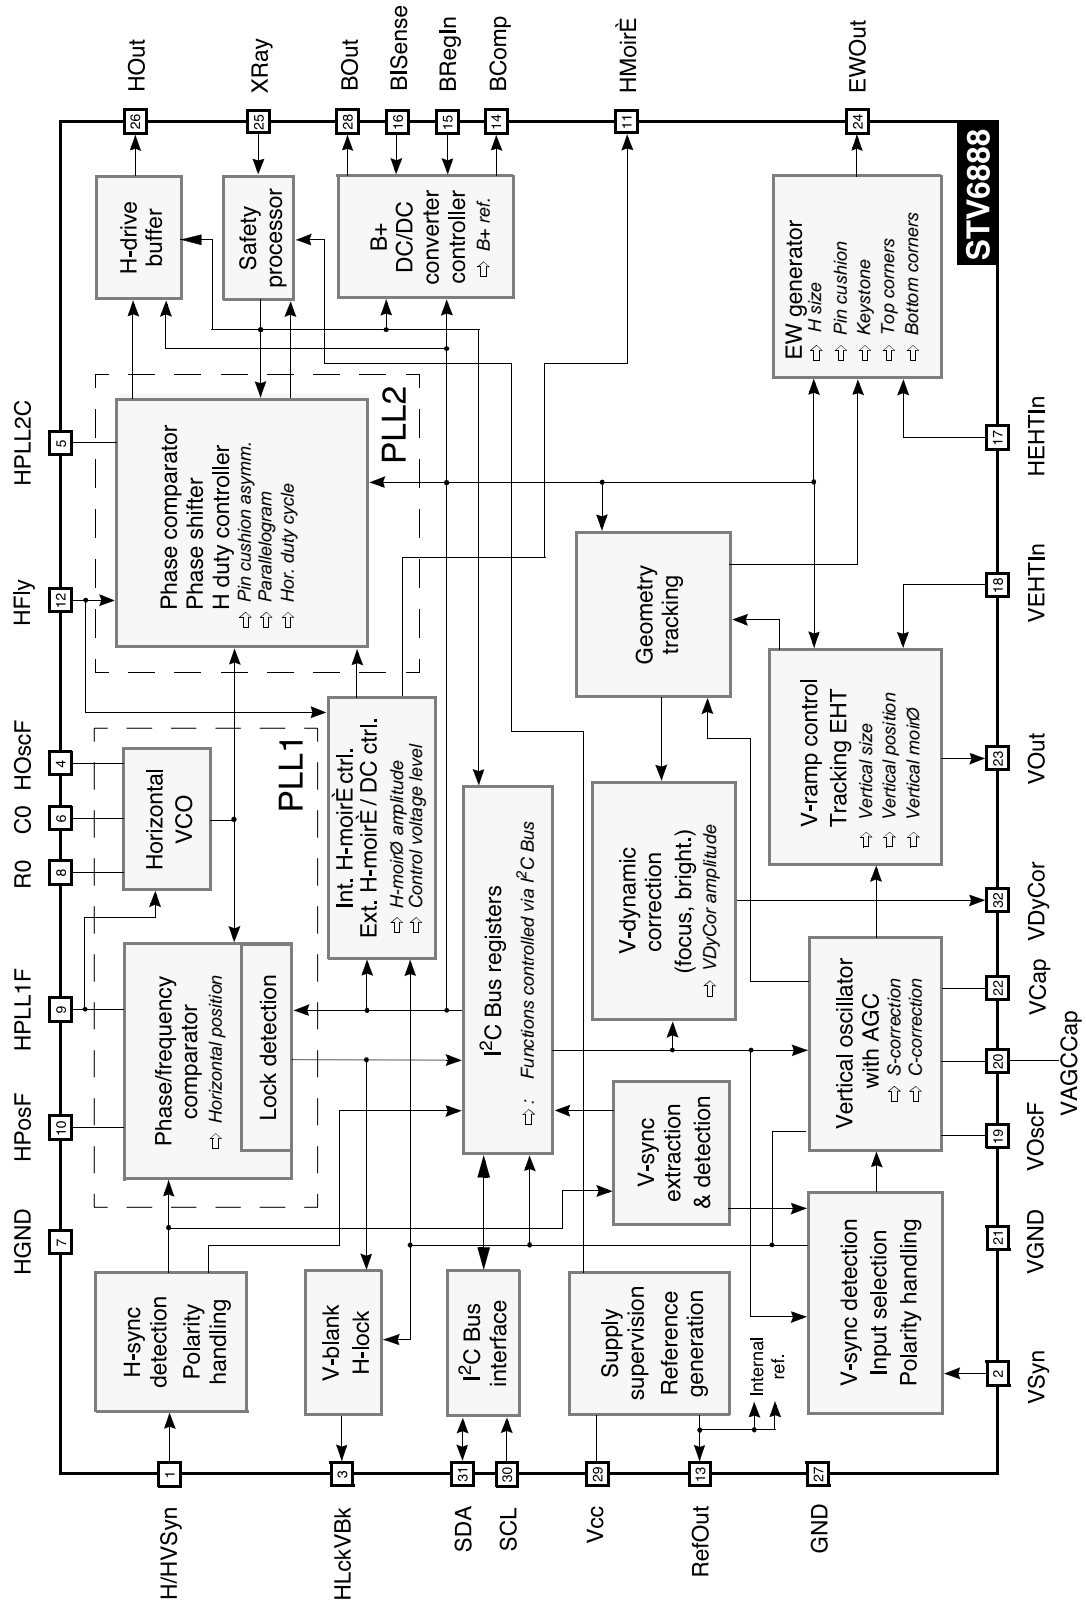 HGND
HPosF
HPLL1F
R0
C0
HOscF
HFly
HPLL2C
7
10
9
8
6
4
12
5
H/HVSyn
1
H-sync
detection
Polarity
handling
Phase/frequency
comparator
⇨ Horizontal position
Lock detection
Horizontal
VCO
PLL1
Phase comparator
Phase shifter
H duty controller
⇨ Pin cushion asymm.
⇨ Parallelogram
⇨ Hor. duty cycle
PLL2
H-drive
buffer
26
HOut
Safety
processor
25
XRay
HLckVBk
3
V-blank
H-lock
Int. H-moirÈ ctrl.
Ext. H-moirÈ / DC ctrl.
⇨ H-moirØ amplitude
⇨ Control voltage level
B+
DC/DC
converter
controller
⇨ B+ ref.
28
BOut
16
BISense
15
BRegIn
14
BComp
SDA
31
SCL
30
I²C Bus
interface
I²C Bus registers
⇨ : Functions controlled via I²C Bus
11
HMoirÈ
Vcc
29
RefOut
13
Supply
supervision
Reference
generation
Internal
ref.
V-sync
extraction
& detection
V-dynamic
correction
(focus, bright.)
⇨ VDyCor amplitude
Geometry
tracking
GND
27
V-sync detection
Input selection
Polarity handling
Vertical oscillator
with AGC
⇨ S-correction
⇨ C-correction
V-ramp control
Tracking EHT
⇨ Vertical size
⇨ Vertical position
⇨ Vertical moirØ
EW generator
⇨ H size
⇨ Pin cushion
⇨ Keystone
⇨ Top corners
⇨ Bottom corners
24
EWOut
STV6888
2
21
19
20
22
32
23
18
17
VSyn
VGND
VOscF
VAGCCap
VCap
VDyCor
VOut
VEHTIn
HEHTIn